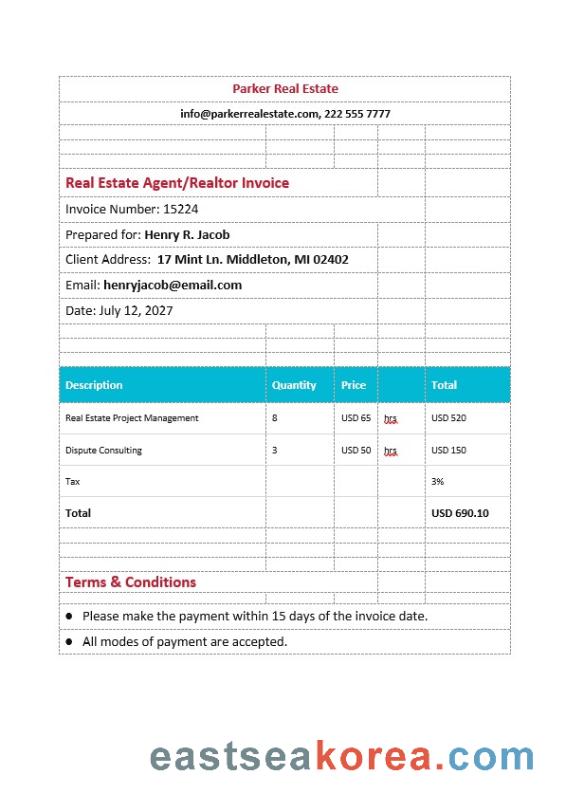 Parker Real Estate
info@parkerrealestate.com, 222 555 7777
Real Estate Agent/Realtor Invoice
Invoice Number: 15224
Prepared for: Henry R. Jacob
Client Address: 17 Mint Ln. Middleton, MI 02402
Email: henryjacob@email.com
Date: July 12, 2027
Description Quantity Price Total
Real Estate Project Management 8 USD 65 hrs USD 520
Dispute Consulting 3 USD 50 hrs USD 150
Tax 3%
Total USD 690.10
Terms & Conditions
● Please make the payment within 15 days of the invoice date.
● All modes of payment are accepted.
eastseakorea.com